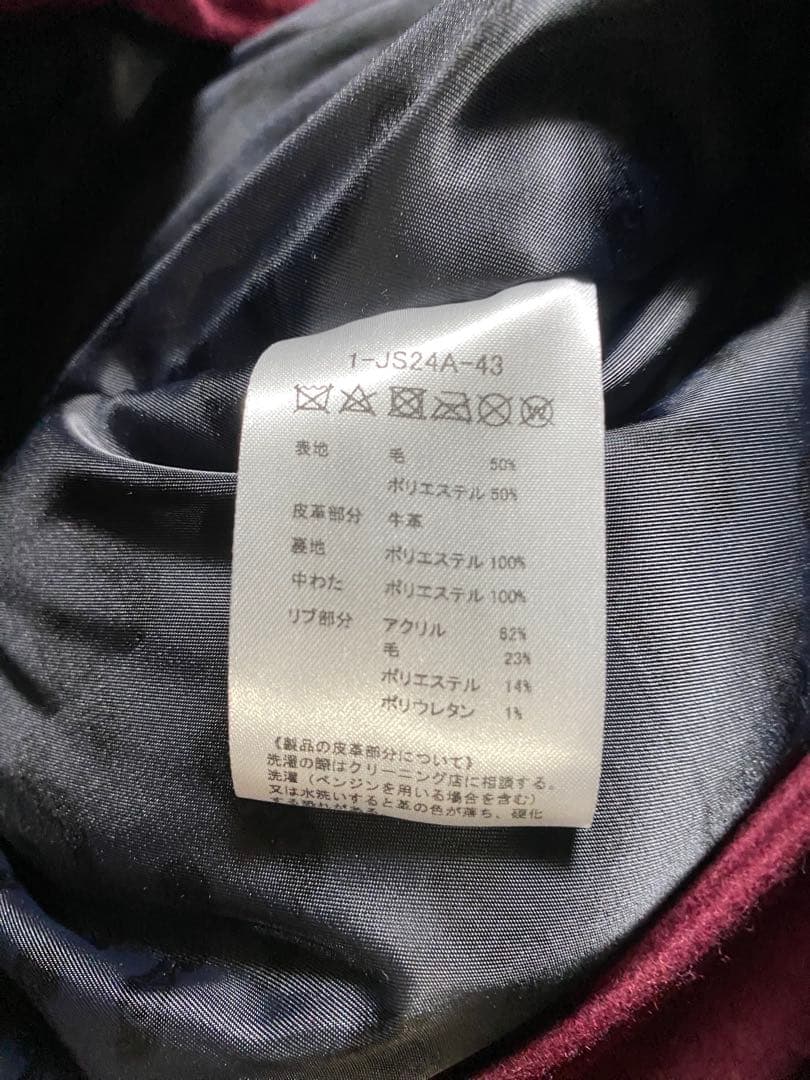 1-JS24A-43
表地 毛 50%
ポリエステル 50%
皮革部分 牛革
裏地 ポリエステル 100%
中わた ポリエステル 100%
リブ部分 アクリル 62%
毛 23%
ポリエステル 14%
ポリウレタン 1%
《製品の皮革部分について》
洗濯の際はクリーニング店に相談する。
洗濯(ベンジンを用いる場合を含む)
又は水洗いすると革の色が落ち、硬化